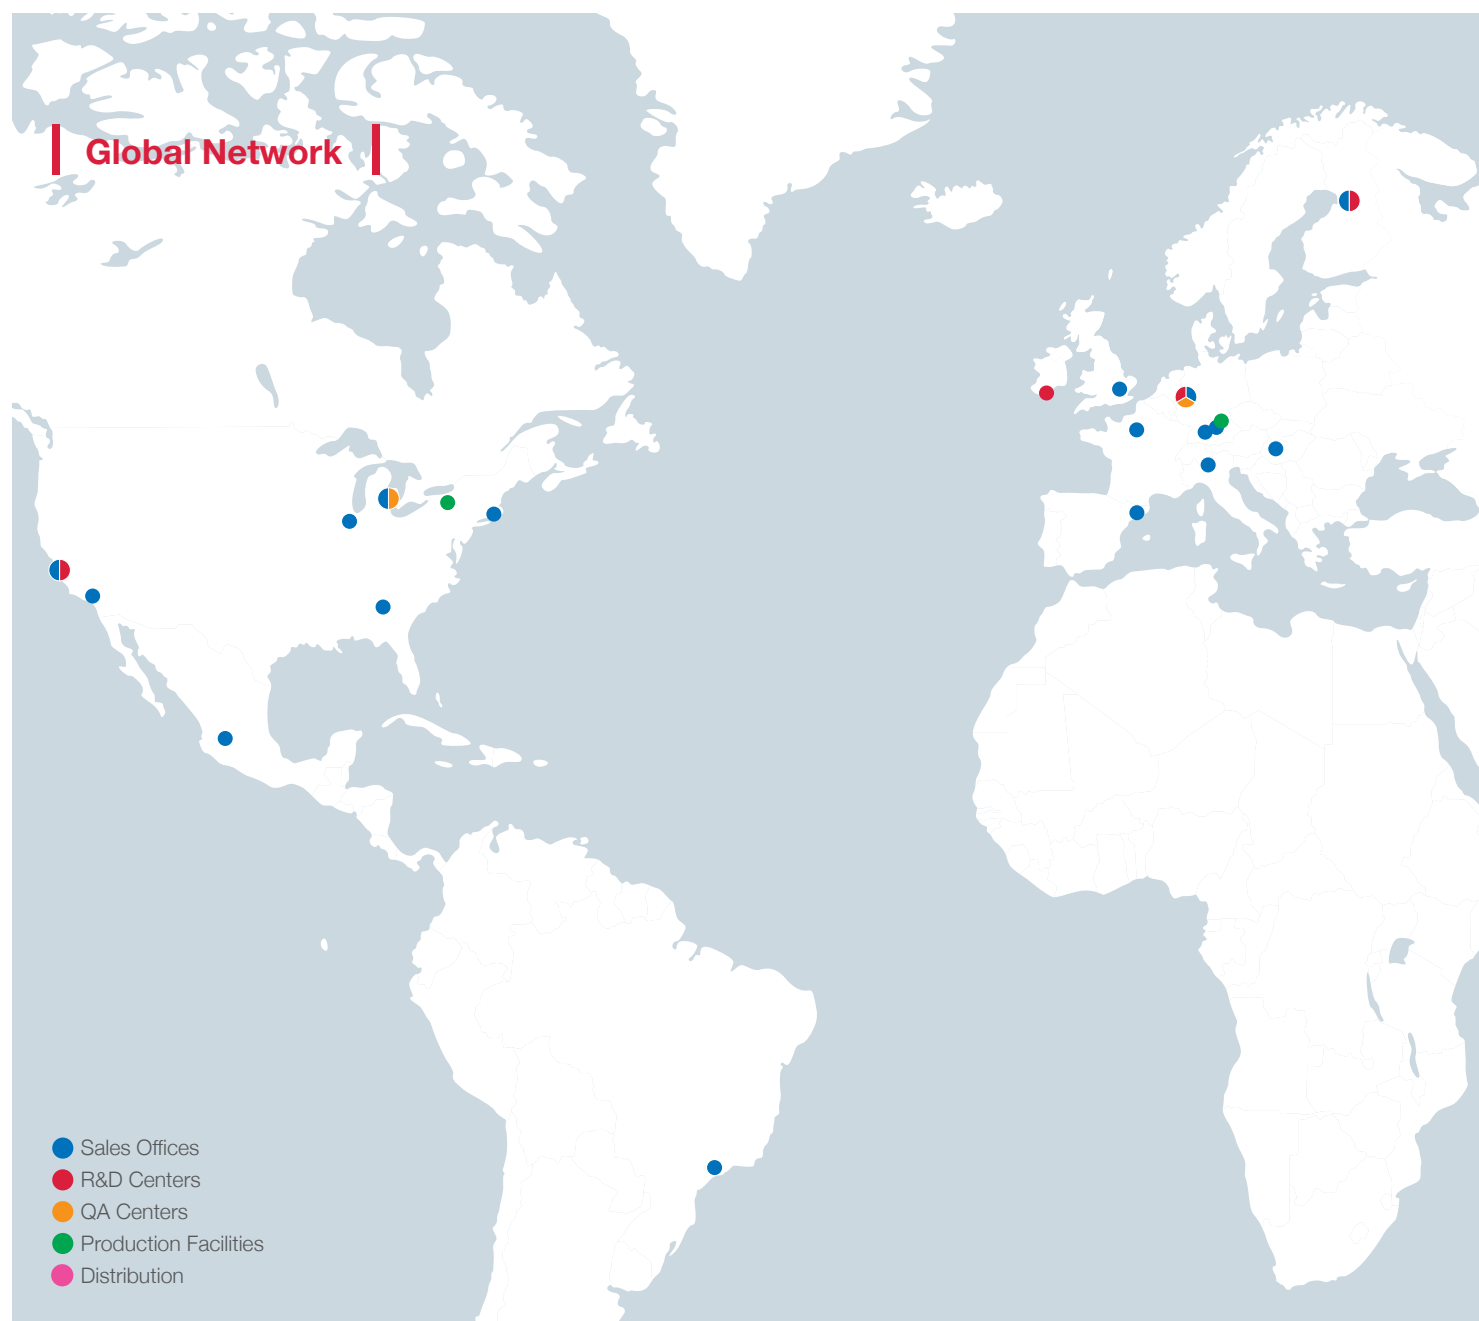 Global Network
Sales Offices
R&D Centers
QA Centers
Production Facilities
Distribution